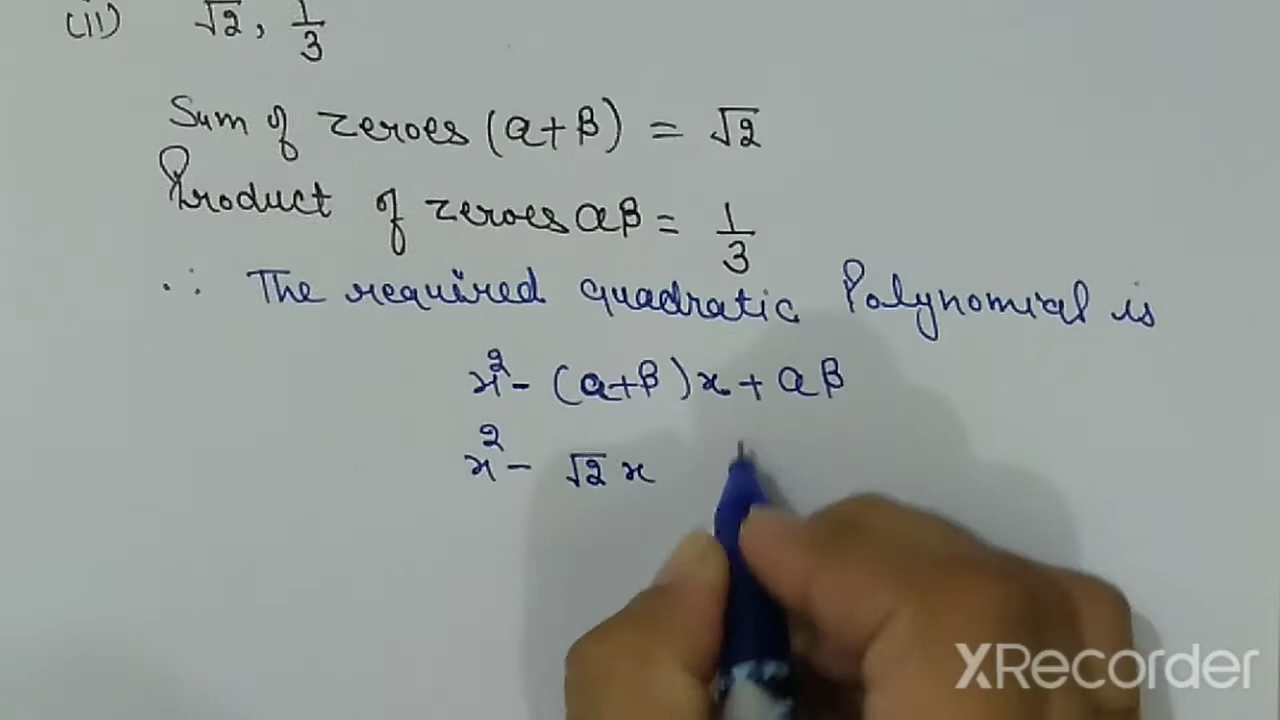 (ii) √2, 1/3
Sum of zeroes (α+β) = √2
Product of zeroes αβ = 1/3
∴ The required quadratic Polynomial is
x² - (α+β)x + αβ
x² - √2 x
XRecorder